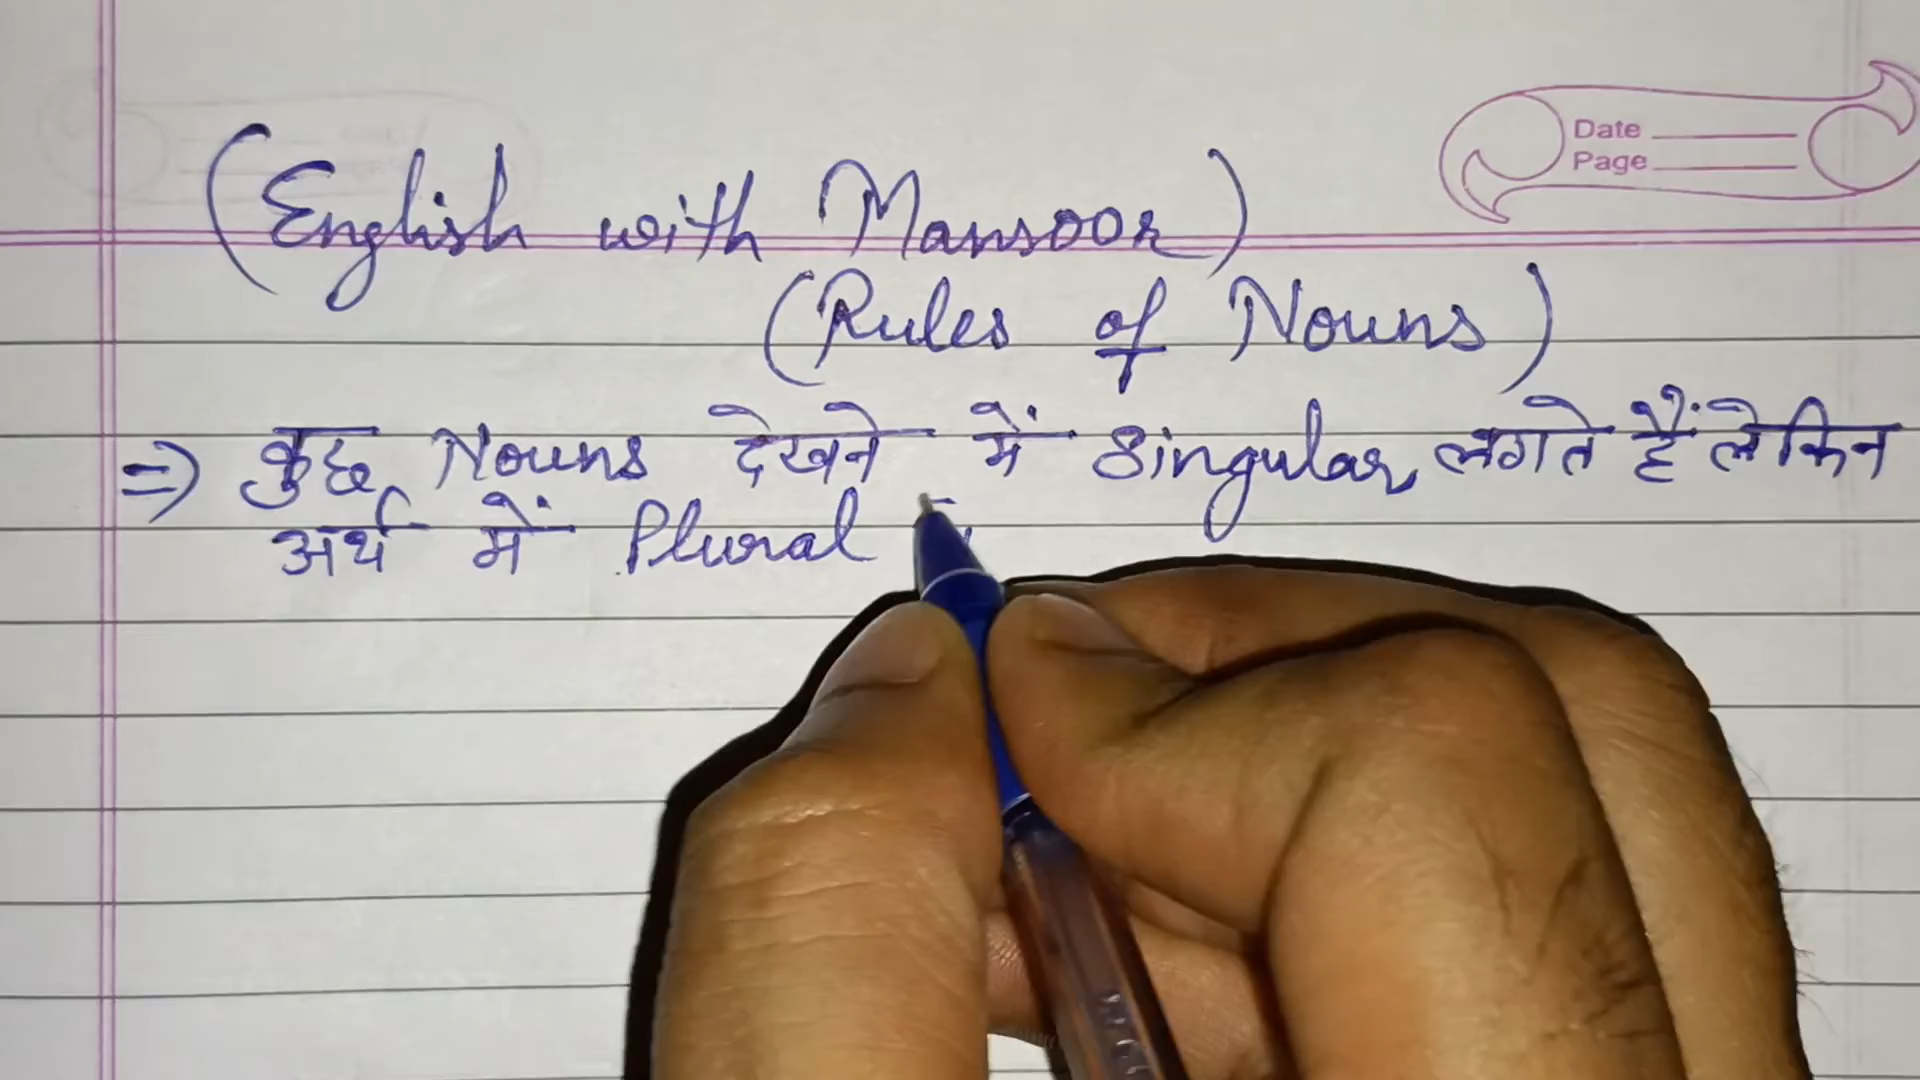 Date
Page
(English with Mansoor)
(Rules of Nouns)
=> कुछ Nouns देखने में Singular लगते हैं लेकिन
अर्थ में Plural